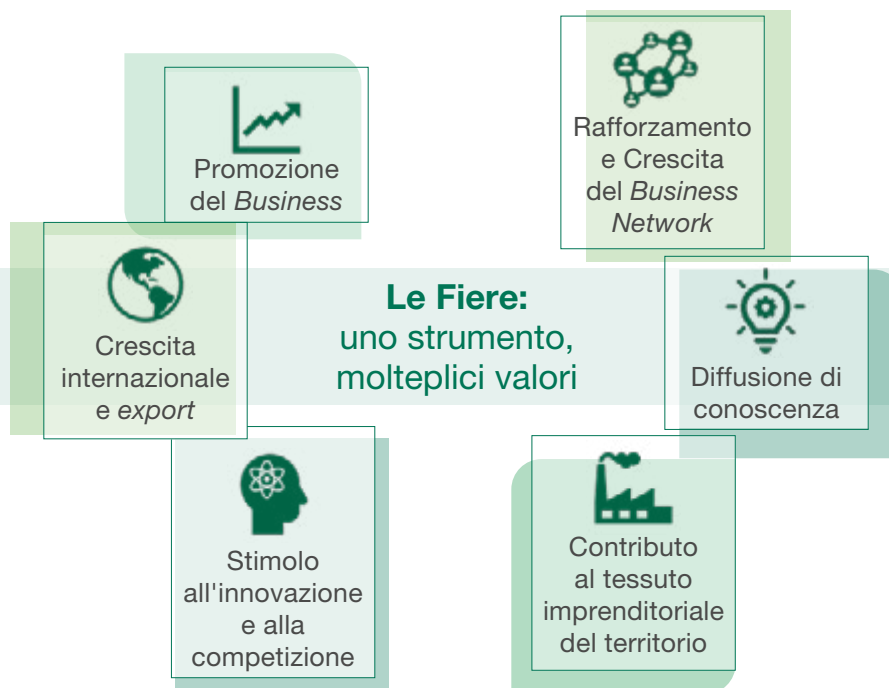 Promozione
del Business
Rafforzamento
e Crescita
del Business
Network
Crescita
internazionale
e export
Le Fiere:
uno strumento,
molteplici valori
Diffusione di
conoscenza
Stimolo
all'innovazione
e alla
competizione
Contributo
al tessuto
imprenditoriale
del territorio